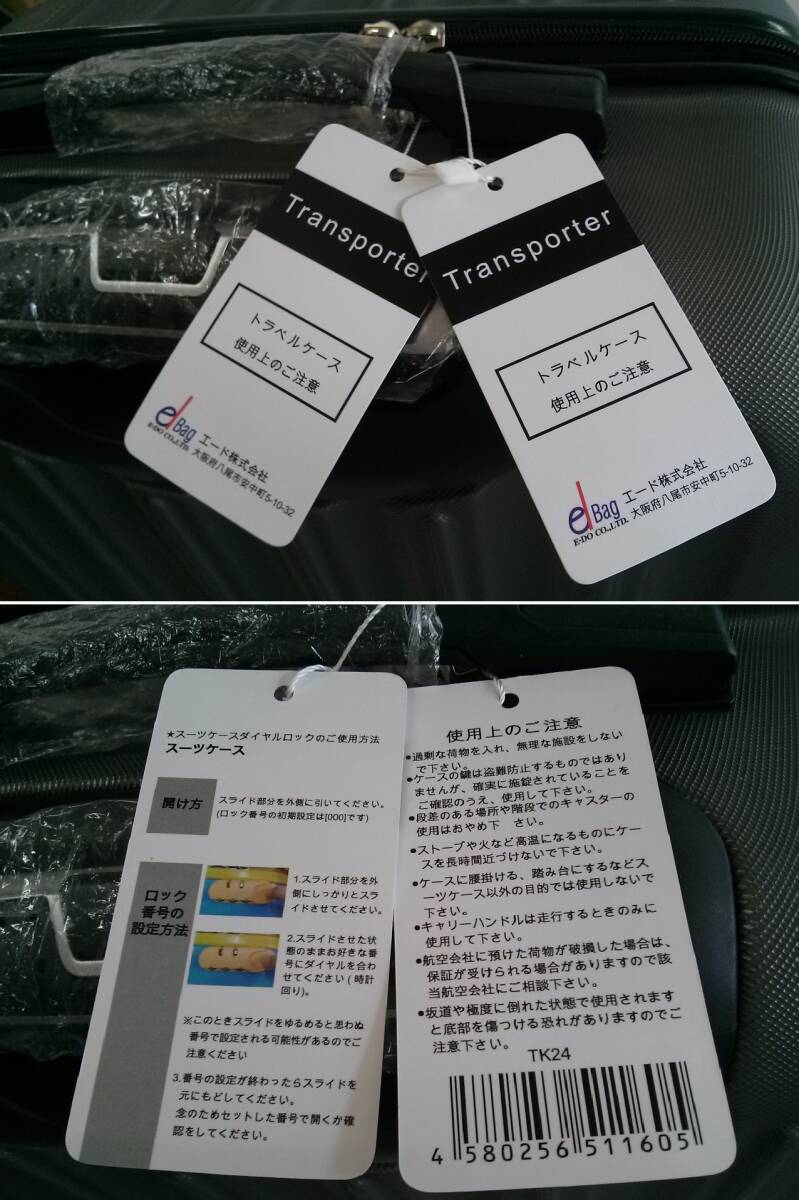 Transporter
トラベルケース
使用上のご注意
ed Bag
E-DO CO.,LTD.
エード株式会社
大阪府八尾市安中町5-10-32
Transporter
トラベルケース
使用上のご注意
ed Bag
E-DO CO.,LTD.
エード株式会社
大阪府八尾市安中町5-10-32
★スーツケースダイヤルロックのご使用方法
スーツケース
開け方
スライド部分を外側に引いてください。
(ロック番号の初期設定は[000]です)
ロック
番号の
設定方法
1.スライド部分を外
側にしっかりとスラ
イドさせてください。
2.スライドさせた状
態のままお好きな番
号にダイヤルを合わ
せてください(時計
回り)。
※このときスライドをゆるめると思わぬ
番号で設定される可能性があるのでご
注意ください
3.番号の設定が終わったらスライドを
元にもどしてください。
念のためセットした番号で開くか確
認をしてください。
使用上のご注意
●過剰な荷物を入れ、無理な施設をしない
で下さい。
●ケースの鍵は盗難防止するものではあり
ませんが、確実に施錠されていることを
ご確認のうえ、使用して下さい。
●段差のある場所や階段でのキャスターの
使用はおやめ下 さい。
●ストーブや火など高温になるものにケー
スを長時間近づけないで下さい。
●ケースに腰掛ける、踏み台にするなどス
ーツケース以外の目的では使用しないで
下さい。
●キャリーハンドルは走行するときのみに
使用して下さい。
●航空会社に預けた荷物が破損した場合は、
保証が受けられる場合がありますので該
当航空会社にご相談下さい。
●坂道や極度に倒れた状態で使用されます
と底部を傷つける恐れがありますのでご
注意下さい。
TK24
4 580256 511605